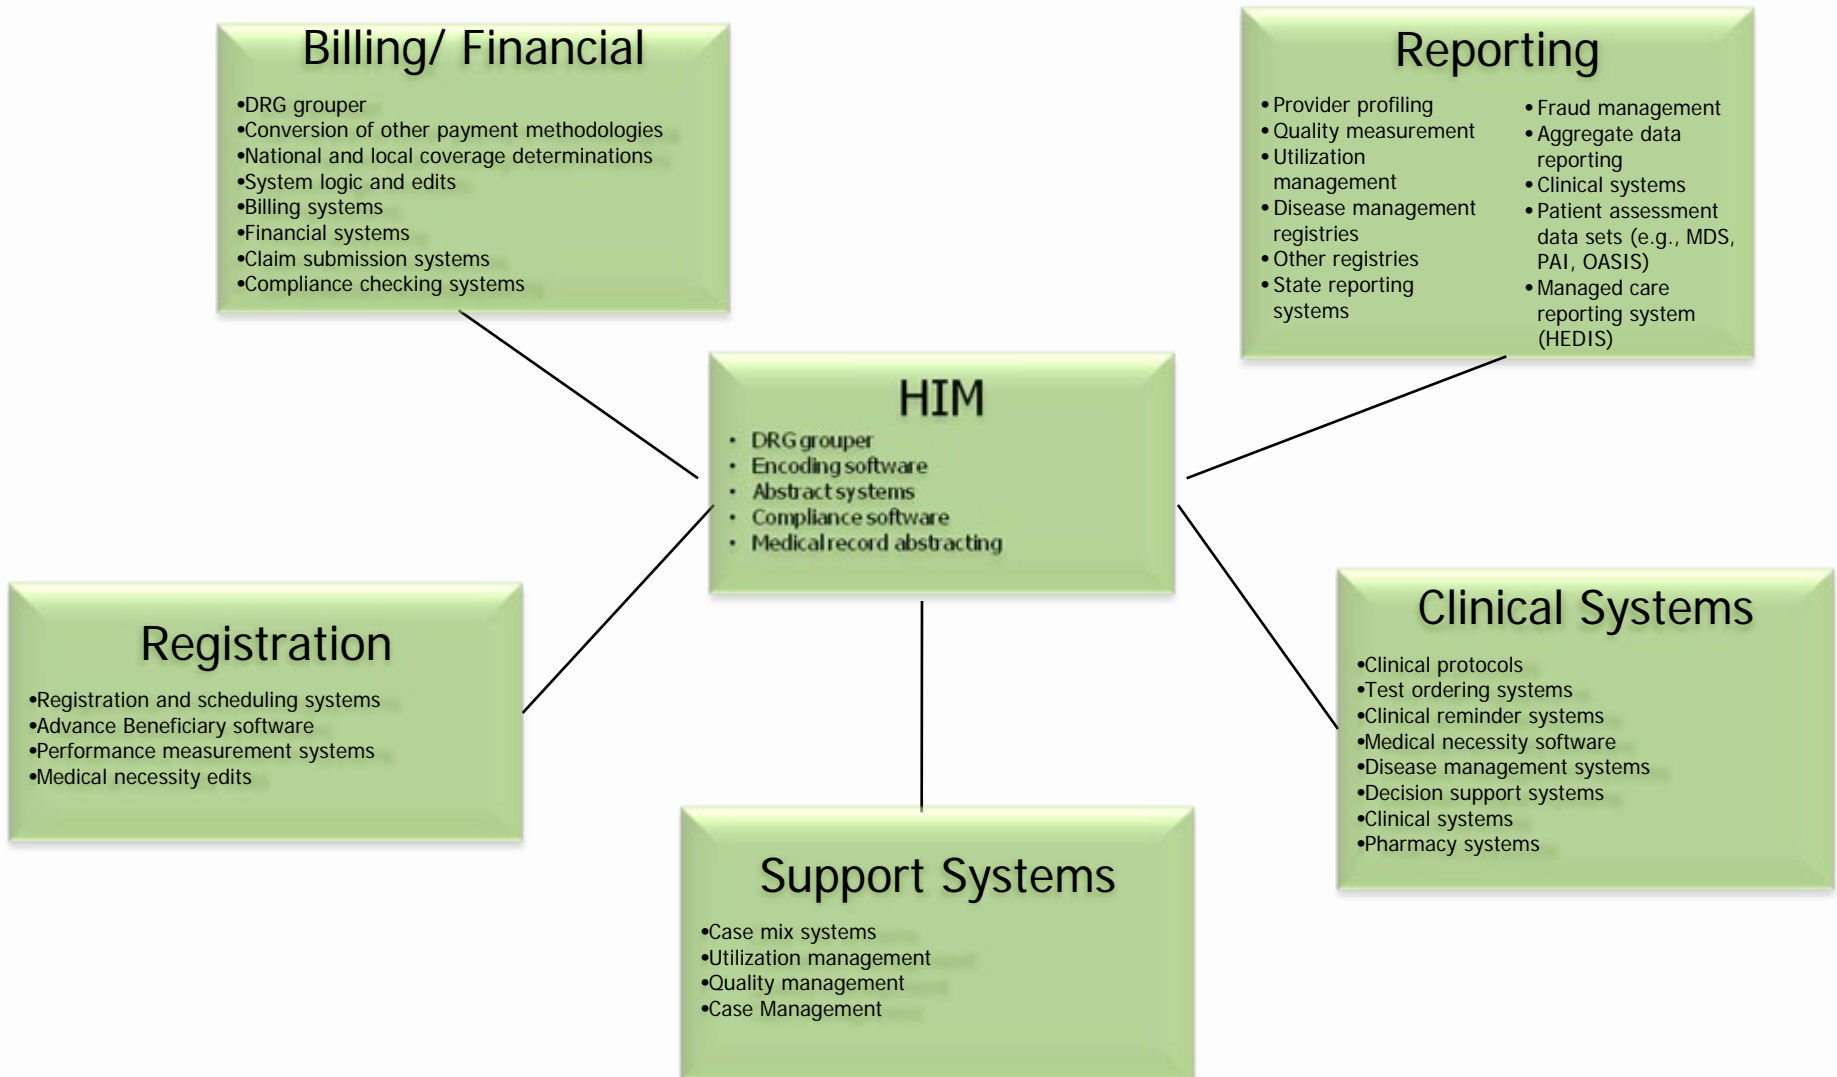 Billing/ Financial
•DRG grouper
•Conversion of other payment methodologies
•National and local coverage determinations
•System logic and edits
•Billing systems
•Financial systems
•Claim submission systems
•Compliance checking systems
Reporting
• Provider profiling
• Quality measurement
• Utilization
management
• Disease management
registries
• Other registries
• State reporting
systems
• Fraud management
• Aggregate data
reporting
• Clinical systems
• Patient assessment
data sets (e.g., MDS,
PAI, OASIS)
• Managed care
reporting system
(HEDIS)
HIM
• DRG grouper
• Encoding software
• Abstract systems
• Compliance software
• Medical record abstracting
Registration
•Registration and scheduling systems
•Advance Beneficiary software
•Performance measurement systems
•Medical necessity edits
Clinical Systems
•Clinical protocols
•Test ordering systems
•Clinical reminder systems
•Medical necessity software
•Disease management systems
•Decision support systems
•Clinical systems
•Pharmacy systems
Support Systems
•Case mix systems
•Utilization management
•Quality management
•Case Management